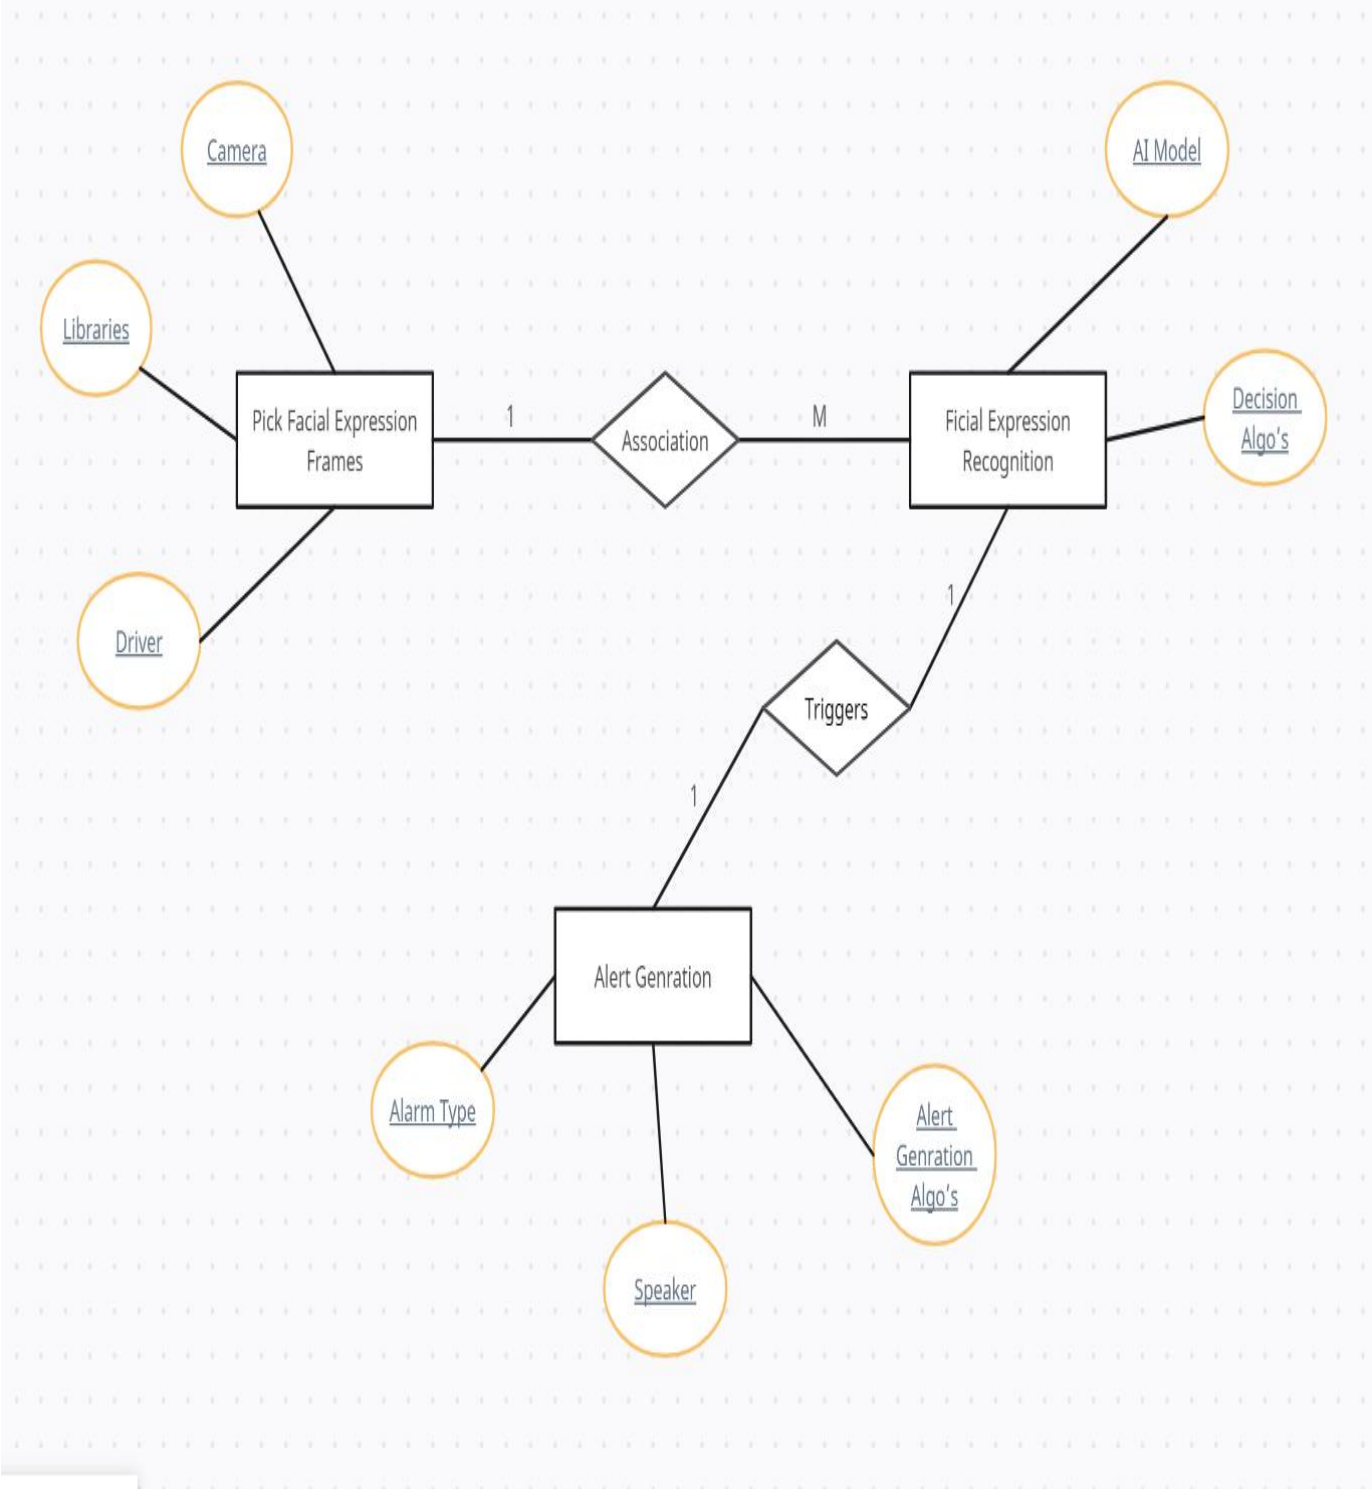 Camera
AI Model
Libraries
Decision
Algo's
Pick Facial Expression
Frames
1
Association
M
Ficial Expression
Recognition
1
Driver
Triggers
1
Alert Genration
Alarm Type
Alert
Genration
Algo's
Speaker